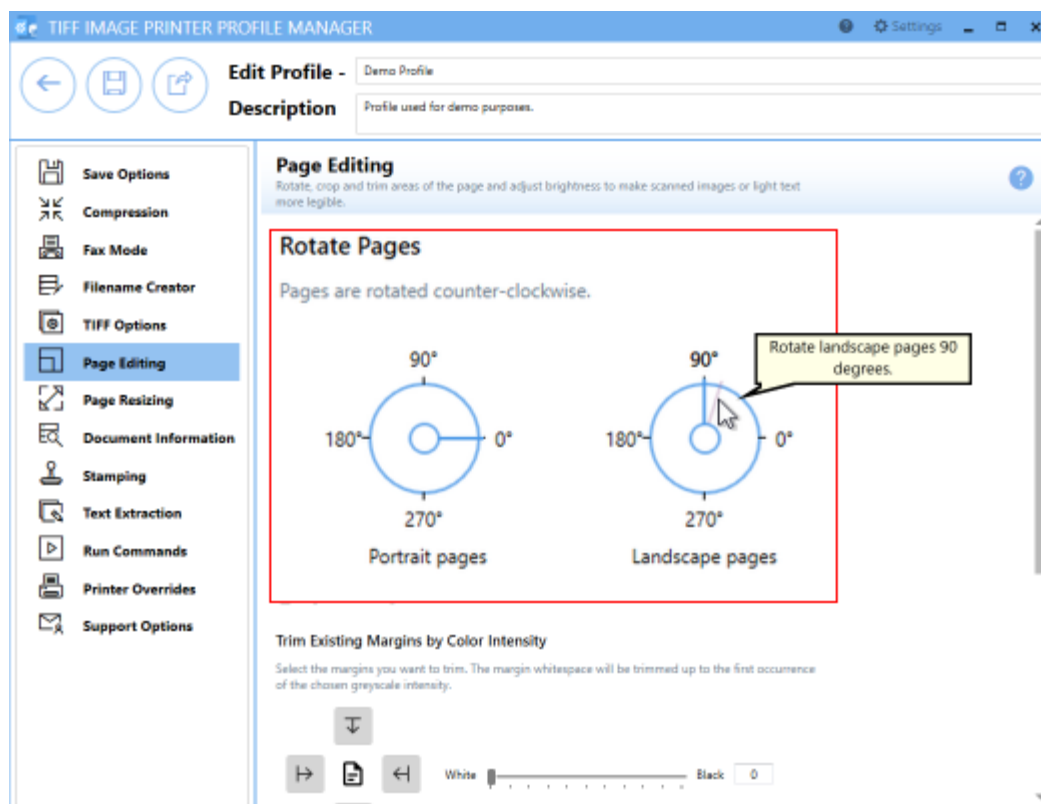 TIFF IMAGE PRINTER PROFILE MANAGER
Settings
Edit Profile -
Demo Profile
Description
Profile used for demo purposes.
Save Options
Compression
Fax Mode
Filename Creator
TIFF Options
Page Editing
Page Resizing
Document Information
Stamping
Text Extraction
Run Commands
Printer Overrides
Support Options
Page Editing
Rotate, crop and trim areas of the page and adjust brightness to make scanned images or light text
more legible.
Rotate Pages
Pages are rotated counter-clockwise.
90°
180°
0°
270°
Portrait pages
90°
180°
0°
270°
Landscape pages
Rotate landscape pages 90
degrees.
Trim Existing Margins by Color Intensity
Select the margins you want to trim. The margin whitespace will be trimmed up to the first occurrence
of the chosen greyscale intensity.
White
Black
0